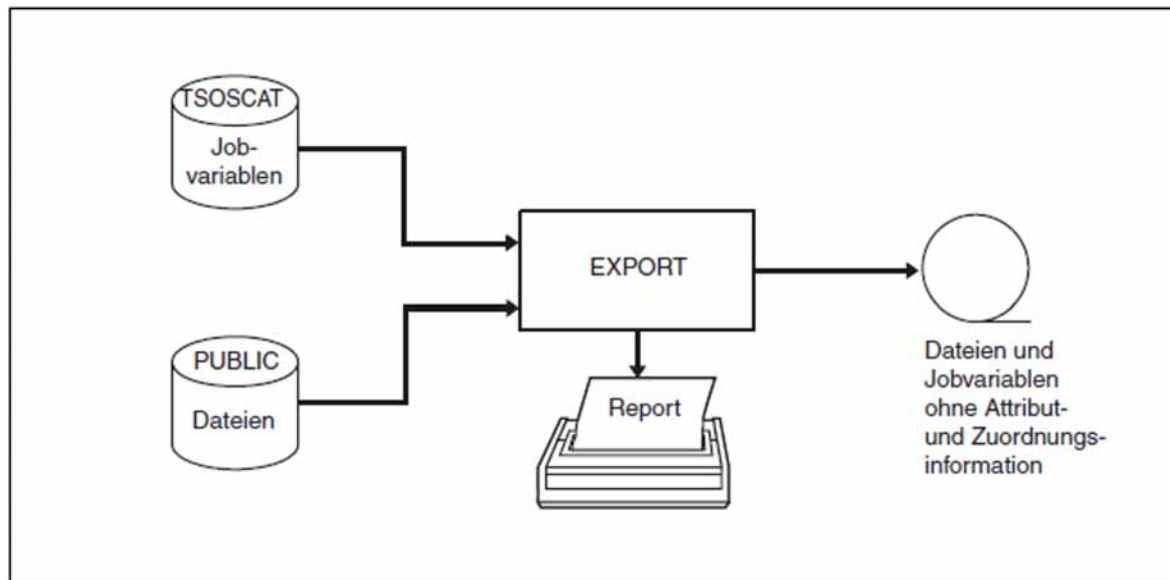 TSOSCAT
Job-
variablen
PUBLIC
Dateien
EXPORT
Report
Dateien und
Jobvariablen
ohne Attribut-
und Zuordnungs-
information